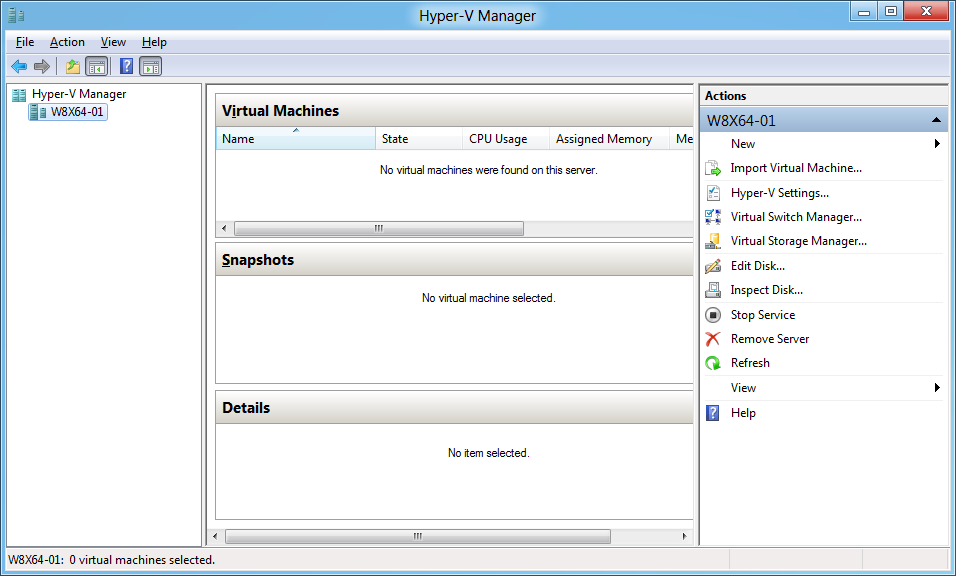 Hyper-V Manager
File Action View Help
Hyper-V Manager
W8X64-01
Virtual Machines
Name State CPU Usage Assigned Memory Me
No virtual machines were found on this server.
Snapshots
No virtual machine selected.
Details
No item selected.
Actions
W8X64-01
New
Import Virtual Machine...
Hyper-V Settings...
Virtual Switch Manager...
Virtual Storage Manager...
Edit Disk...
Inspect Disk...
Stop Service
Remove Server
Refresh
View
Help
W8X64-01: 0 virtual machines selected.